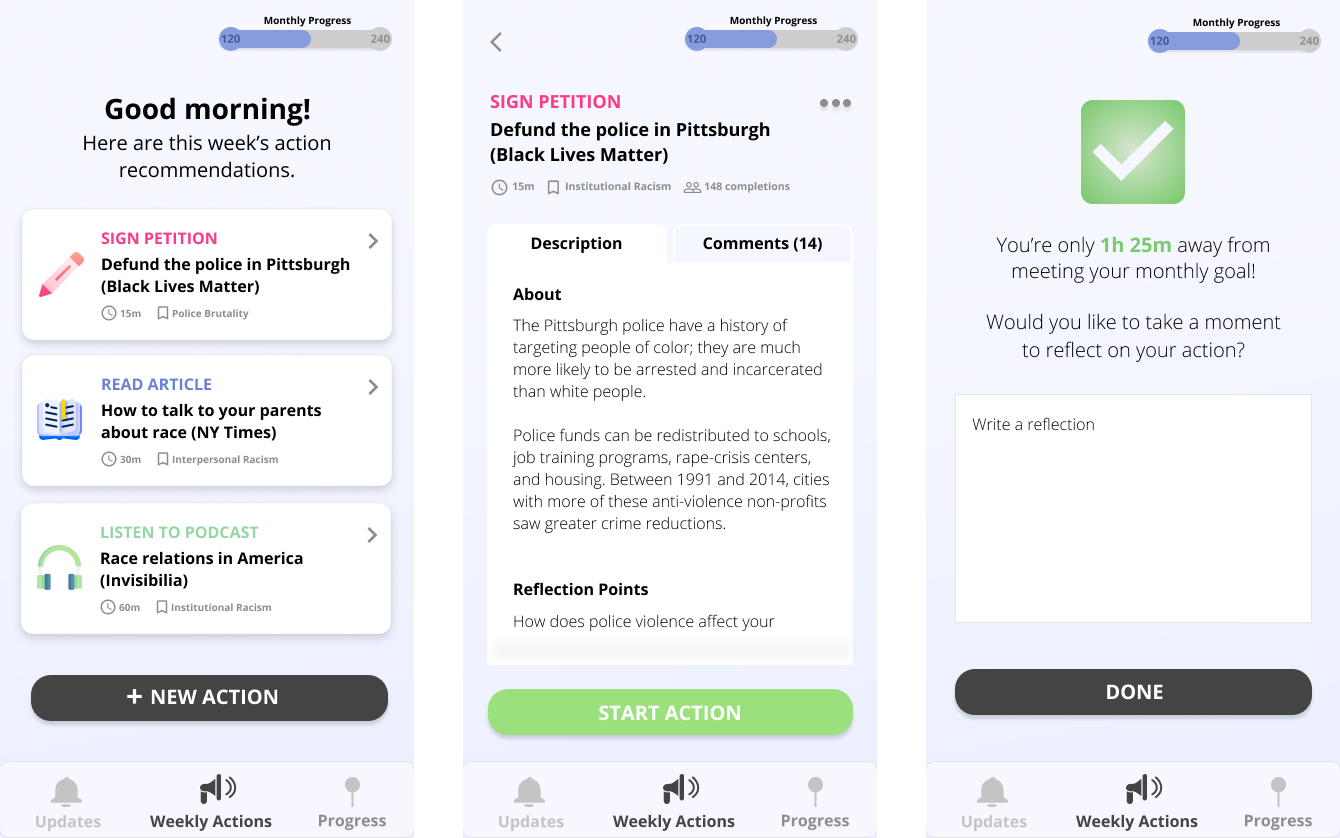 Monthly Progress
120 240
Good morning!
Here are this week's action
recommendations.
SIGN PETITION
Defund the police in Pittsburgh
(Black Lives Matter)
15m Police Brutality
READ ARTICLE
How to talk to your parents
about race (NY Times)
30m Interpersonal Racism
LISTEN TO PODCAST
Race relations in America
(Invisibilia)
60m Institutional Racism
+ NEW ACTION
Updates Weekly Actions Progress
Monthly Progress
120 240
SIGN PETITION
Defund the police in Pittsburgh
(Black Lives Matter)
15m Institutional Racism 148 completions
Description Comments (14)
About
The Pittsburgh police have a history of
targeting people of color; they are much
more likely to be arrested and incarcerated
than white people.
Police funds can be redistributed to schools,
job training programs, rape-crisis centers,
and housing. Between 1991 and 2014, cities
with more of these anti-violence non-profits
saw greater crime reductions.
Reflection Points
How does police violence affect your
START ACTION
Updates Weekly Actions Progress
Monthly Progress
120 240
You're only 1h 25m away from
meeting your monthly goal!
Would you like to take a moment
to reflect on your action?
Write a reflection
DONE
Updates Weekly Actions Progress